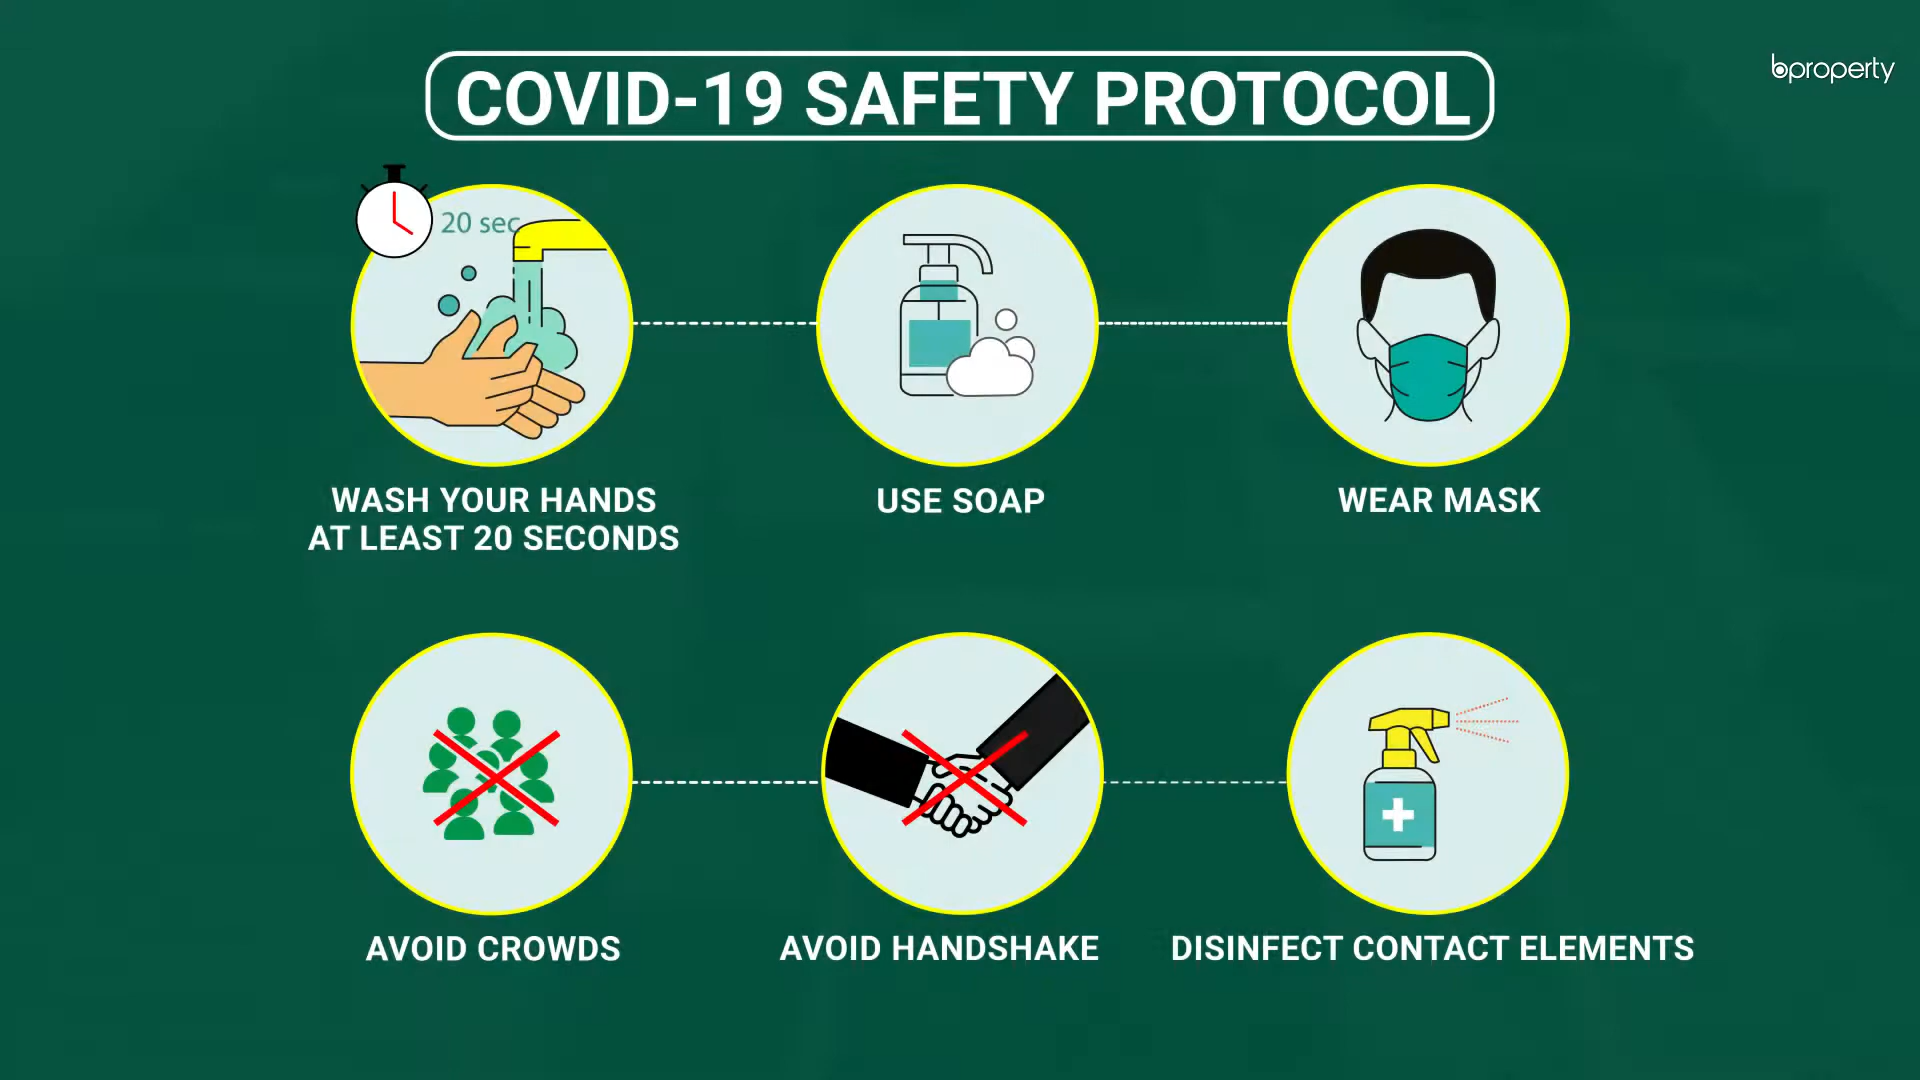 COVID-19 SAFETY PROTOCOL
bproperty
20 sec
WASH YOUR HANDS
AT LEAST 20 SECONDS
USE SOAP
WEAR MASK
AVOID CROWDS
AVOID HANDSHAKE
DISINFECT CONTACT ELEMENTS